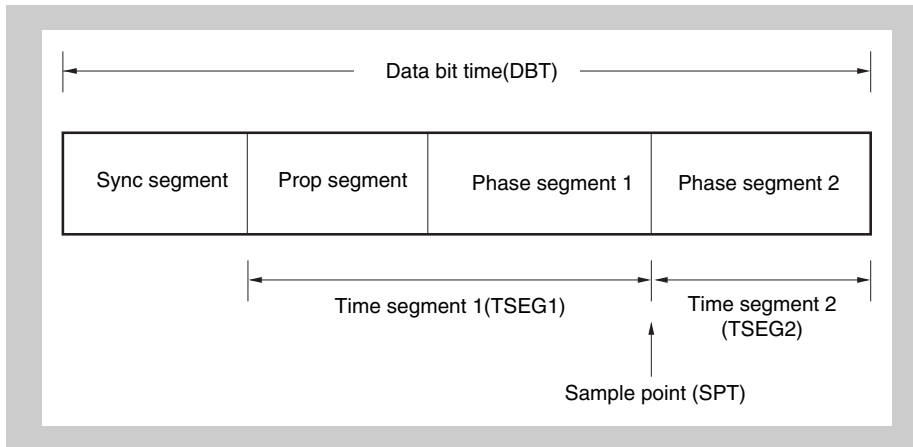 Data bit time(DBT)
Sync segment
Prop segment
Phase segment 1
Phase segment 2
Time segment 1(TSEG1)
Time segment 2
(TSEG2)
Sample point (SPT)